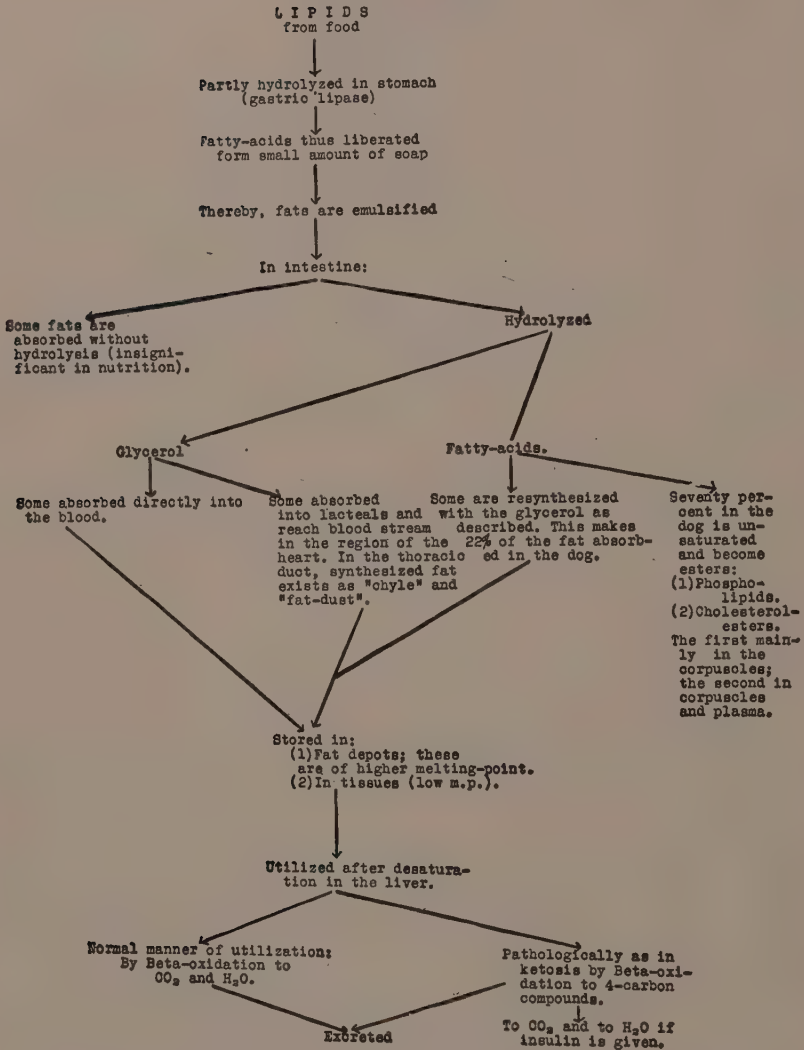 LIPIDS
from food
Partly hydrolyzed in stomach
(gastric lipase)
Fatty-acids thus liberated
form small amount of soap
Thereby, fats are emulsified
In intestine:
Some fats are
absorbed without
hydrolysis (insigni-
ficant in nutrition).
Hydrolyzed
Glycerol
Fatty-acids.
Some absorbed directly into
the blood.
Some absorbed
into lacteals and
reach blood stream
in the region of the
heart. In the thoracic
duct, synthesized fat
exists as "chyle" and
"fat-dust".
Some are resynthesized
with the glycerol as
described. This makes
22% of the fat absorb-
ed in the dog.
Seventy per-
cent in the
dog is un-
saturated
and become
esters:
(1)Phospho-
lipids.
(2)Cholesterol-
esters.
The first main-
ly in the
corpuscles;
the second in
corpuscles
and plasma.
Stored in:
(1)Fat depots; these
are of higher melting-point.
(2)In tissues (low m.p.).
Utilized after desatura-
tion in the liver.
Normal manner of utilization:
By Beta-oxidation to
CO₂ and H₂O.
Pathologically as in
ketosis by Beta-oxi-
dation to 4-carbon
compounds.
Excreted
To CO₂ and to H₂O if
insulin is given.